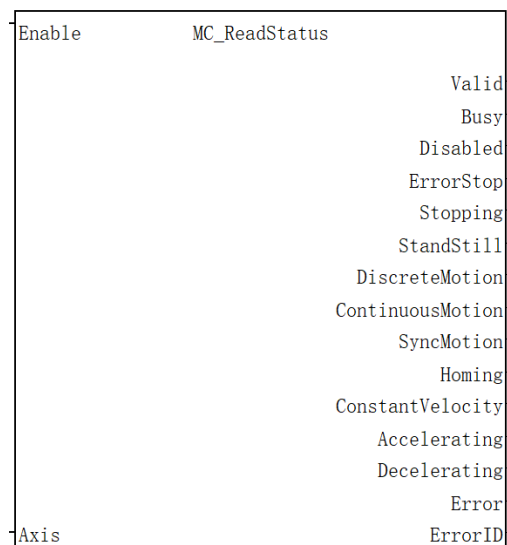 Enable MC_ReadStatus
Valid
Busy
Disabled
ErrorStop
Stopping
StandStill
DiscreteMotion
ContinuousMotion
SyncMotion
Homing
ConstantVelocity
Accelerating
Decelerating
Error
Axis ErrorID